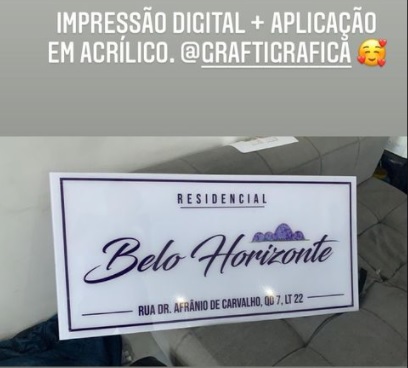 IMPRESSÃO DIGITAL + APLICAÇÃO
EM ACRÍLICO. @GRAFTIGRAFICA 🥰
RESIDENCIAL
Belo Horizonte
RUA DR. AFRÂNIO DE CARVALHO, QD 7, LT 22